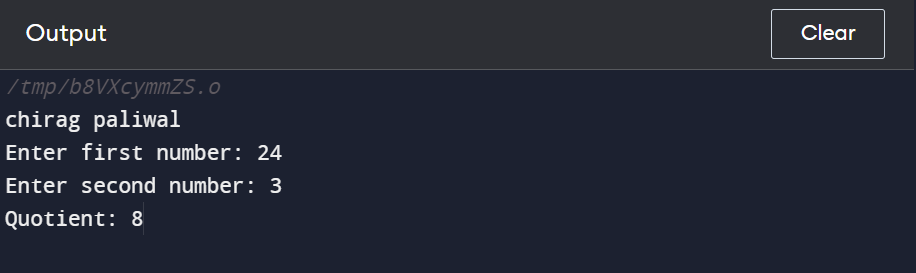 Output
Clear
/tmp/b8VXcymmZS.o
chirag paliwal
Enter first number: 24
Enter second number: 3
Quotient: 8